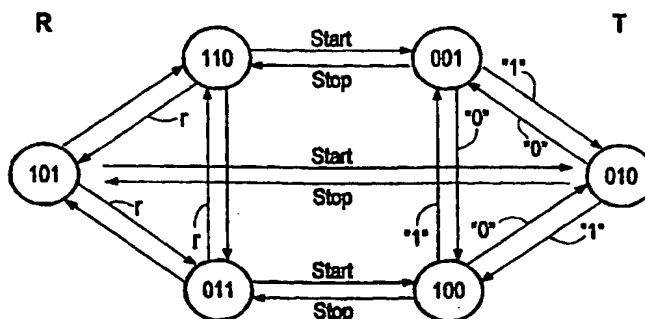 R T
110 Start 001
Stop
"1"
r "0" "0"
101 Start 010
Stop
r r "1" "0" "1"
011 Start 100
Stop